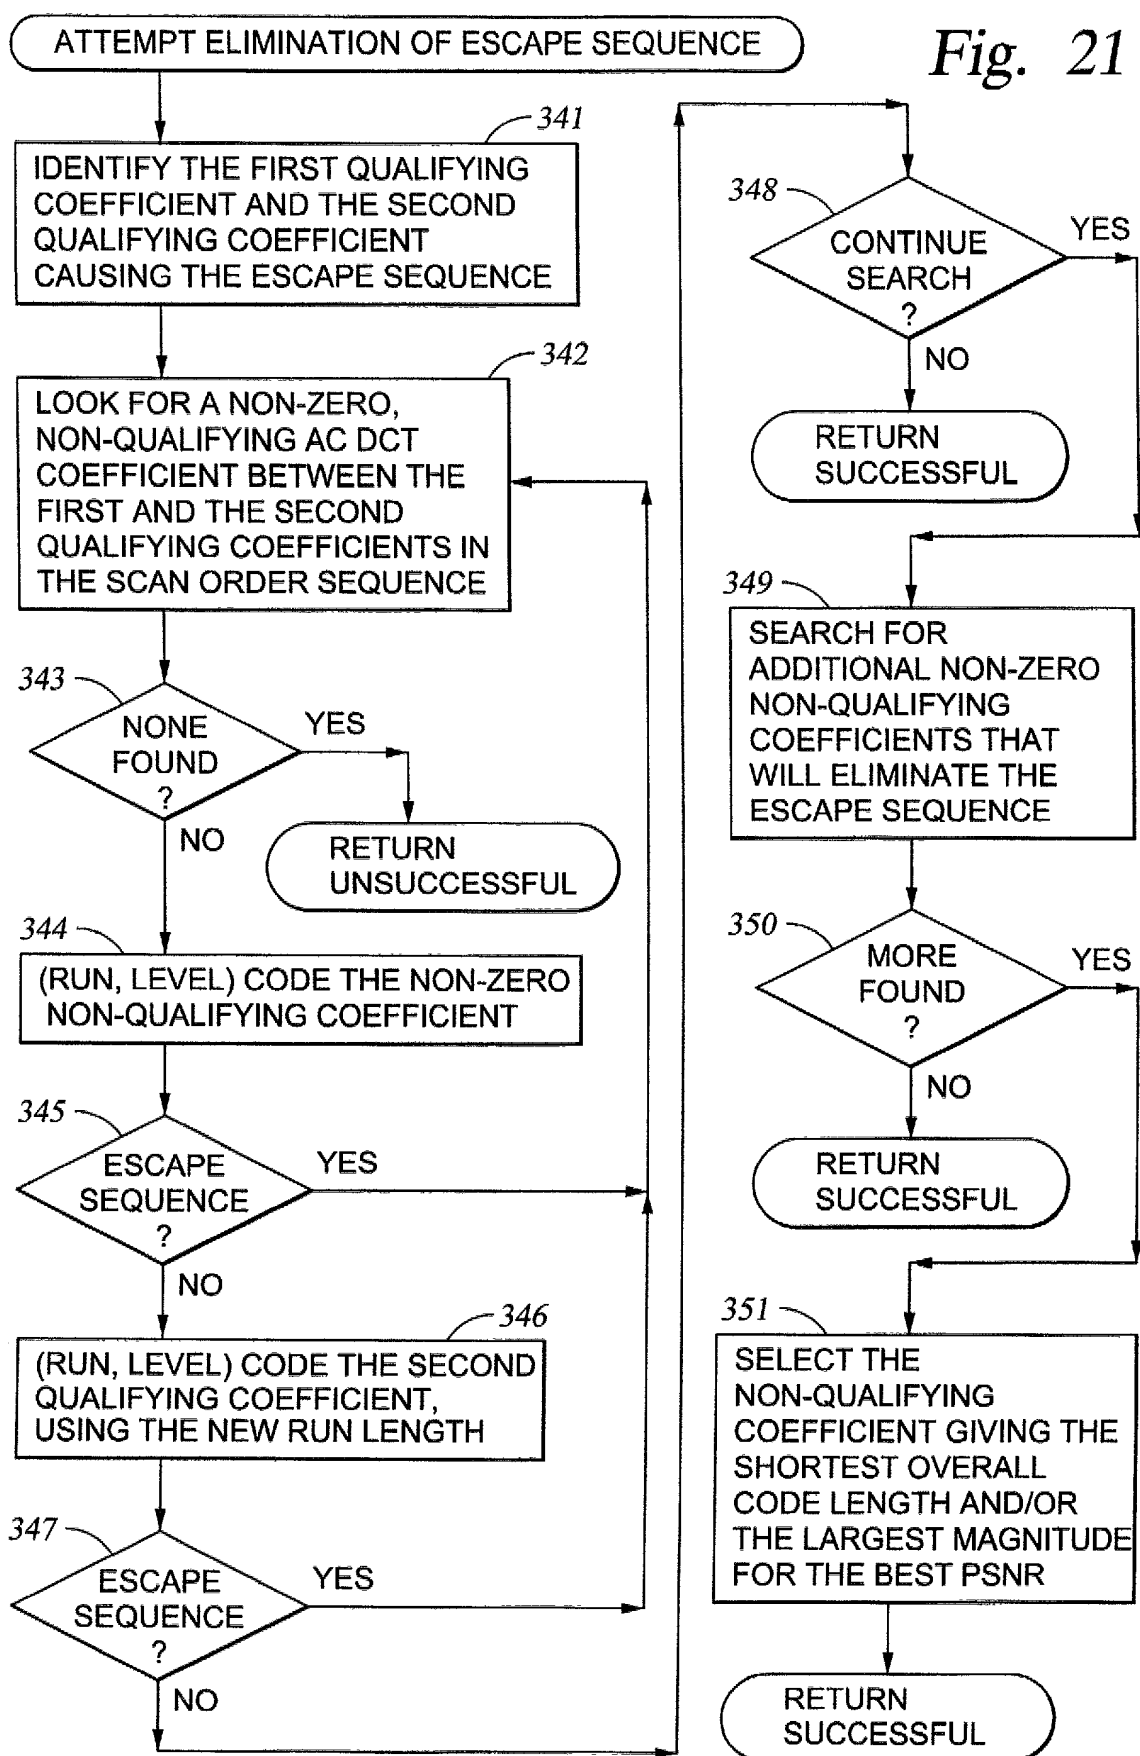 ATTEMPT ELIMINATION OF ESCAPE SEQUENCE
Fig. 21
341
IDENTIFY THE FIRST QUALIFYING
COEFFICIENT AND THE SECOND
QUALIFYING COEFFICIENT
CAUSING THE ESCAPE SEQUENCE
342
LOOK FOR A NON-ZERO,
NON-QUALIFYING AC DCT
COEFFICIENT BETWEEN THE
FIRST AND THE SECOND
QUALIFYING COEFFICIENTS IN
THE SCAN ORDER SEQUENCE
343
NONE
FOUND
?
YES
NO
RETURN
UNSUCCESSFUL
344
(RUN, LEVEL) CODE THE NON-ZERO
NON-QUALIFYING COEFFICIENT
345
ESCAPE
SEQUENCE
?
YES
NO
346
(RUN, LEVEL) CODE THE SECOND
QUALIFYING COEFFICIENT,
USING THE NEW RUN LENGTH
347
ESCAPE
SEQUENCE
?
YES
NO
348
CONTINUE
SEARCH
?
YES
NO
RETURN
SUCCESSFUL
349
SEARCH FOR
ADDITIONAL NON-ZERO
NON-QUALIFYING
COEFFICIENTS THAT
WILL ELIMINATE THE
ESCAPE SEQUENCE
350
MORE
FOUND
?
YES
NO
RETURN
SUCCESSFUL
351
SELECT THE
NON-QUALIFYING
COEFFICIENT GIVING THE
SHORTEST OVERALL
CODE LENGTH AND/OR
THE LARGEST MAGNITUDE
FOR THE BEST PSNR
RETURN
SUCCESSFUL